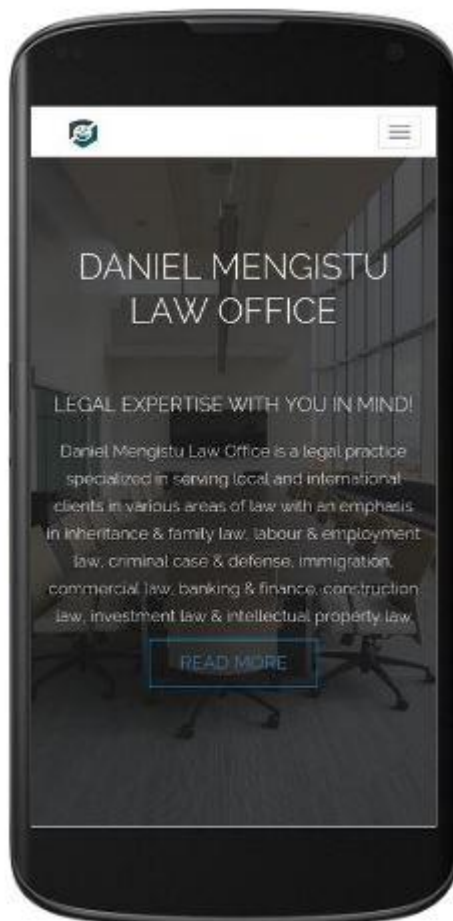 DANIEL MENGISTU
LAW OFFICE
LEGAL EXPERTISE WITH YOU IN MIND!
Daniel Mengistu Law Office is a legal practice
specialized in serving local and international
clients in various areas of law with an emphasis
in inheritance & family law, labour & employment
law, criminal case & defense, immigration,
commercial law, banking & finance, construction
law, investment law & intellectual property law
READ MORE